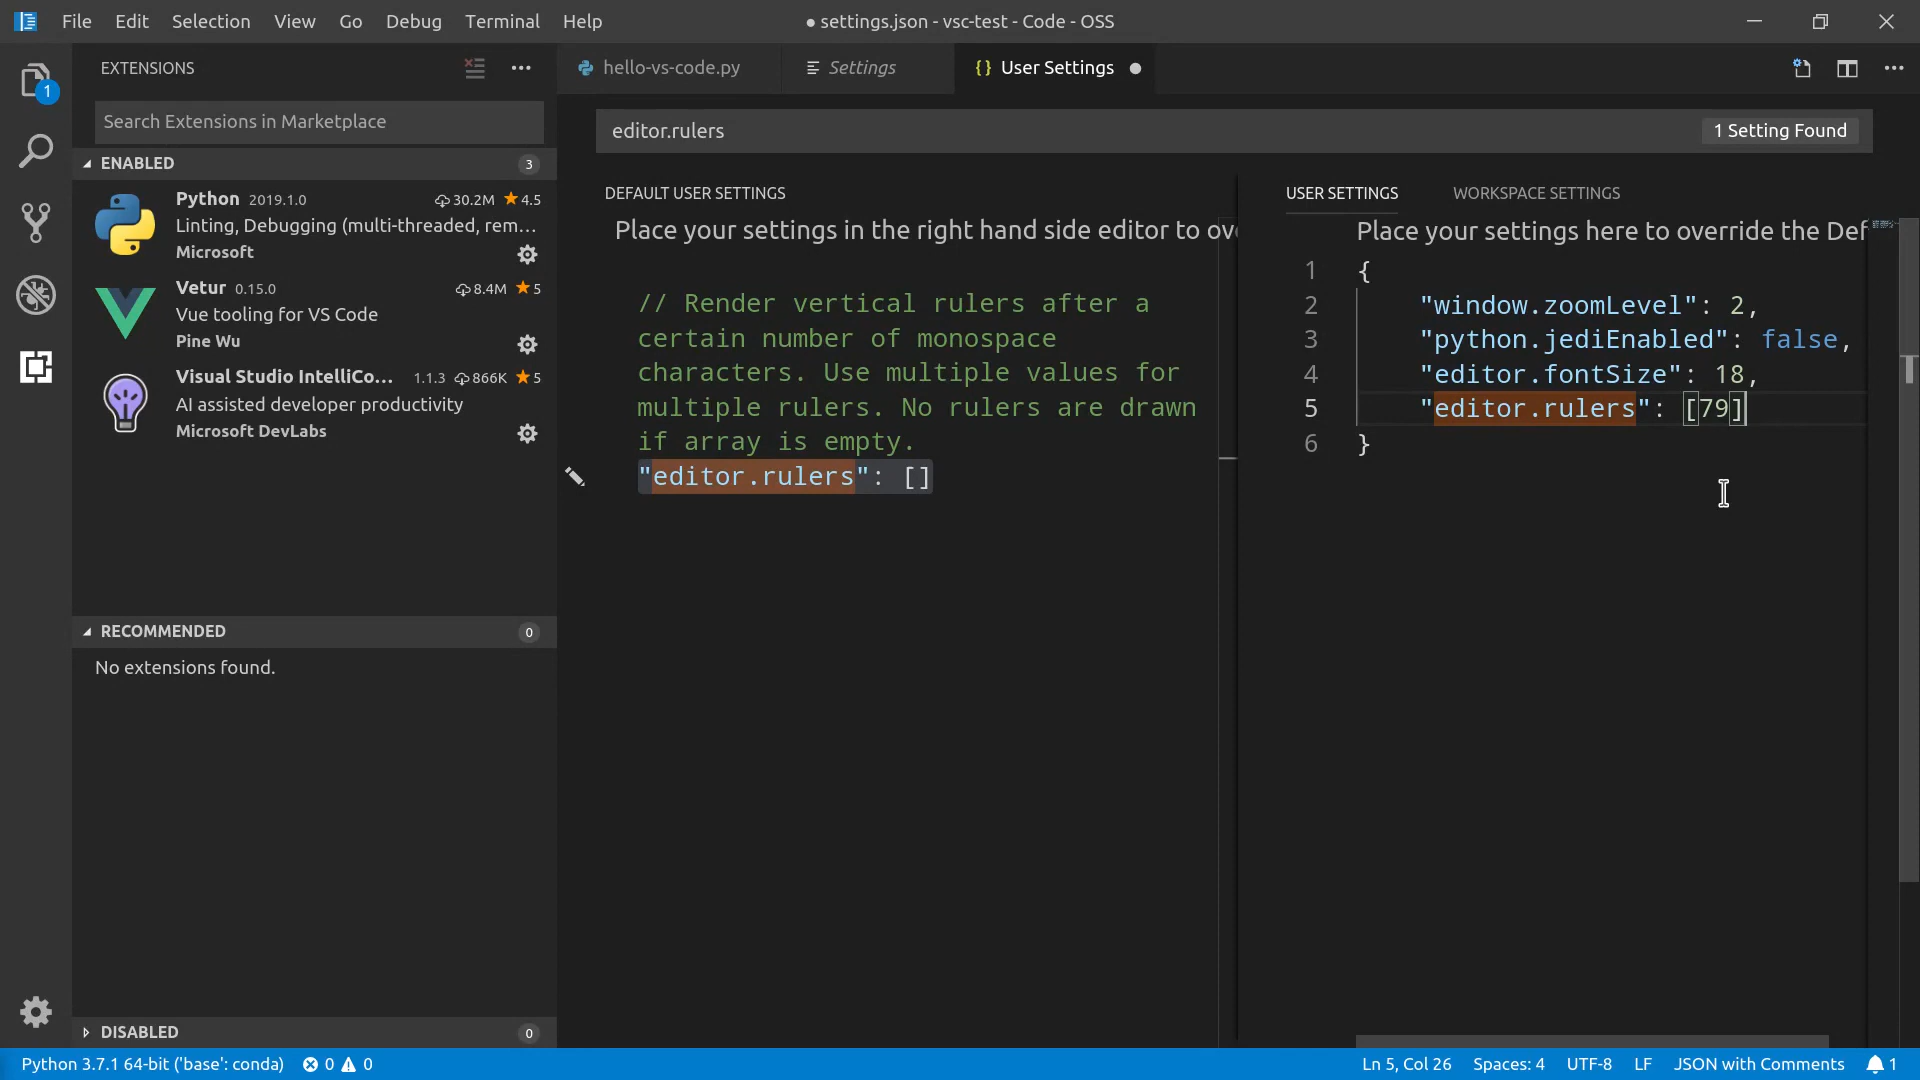 File Edit Selection View Go Debug Terminal Help
● settings.json - vsc-test - Code - OSS
EXTENSIONS
hello-vs-code.py
Settings
{} User Settings ●
1
Search Extensions in Marketplace
editor.rulers
1 Setting Found
ENABLED
3
Python 2019.1.0 30.2M ★ 4.5
Linting, Debugging (multi-threaded, rem...
Microsoft
Vetur 0.15.0 8.4M ★ 5
Vue tooling for VS Code
Pine Wu
Visual Studio IntelliCo... 1.1.3 866K ★ 5
AI assisted developer productivity
Microsoft DevLabs
RECOMMENDED
0
No extensions found.
DISABLED
0
DEFAULT USER SETTINGS
Place your settings in the right hand side editor to ov
// Render vertical rulers after a
certain number of monospace
characters. Use multiple values for
multiple rulers. No rulers are drawn
if array is empty.
"editor.rulers": []
USER SETTINGS
WORKSPACE SETTINGS
Place your settings here to override the Def
1 {
2 "window.zoomLevel": 2,
3 "python.jediEnabled": false,
4 "editor.fontSize": 18,
5 "editor.rulers": [79]
6 }
Python 3.7.1 64-bit ('base': conda) 0 0
Ln 5, Col 26 Spaces: 4 UTF-8 LF JSON with Comments 1